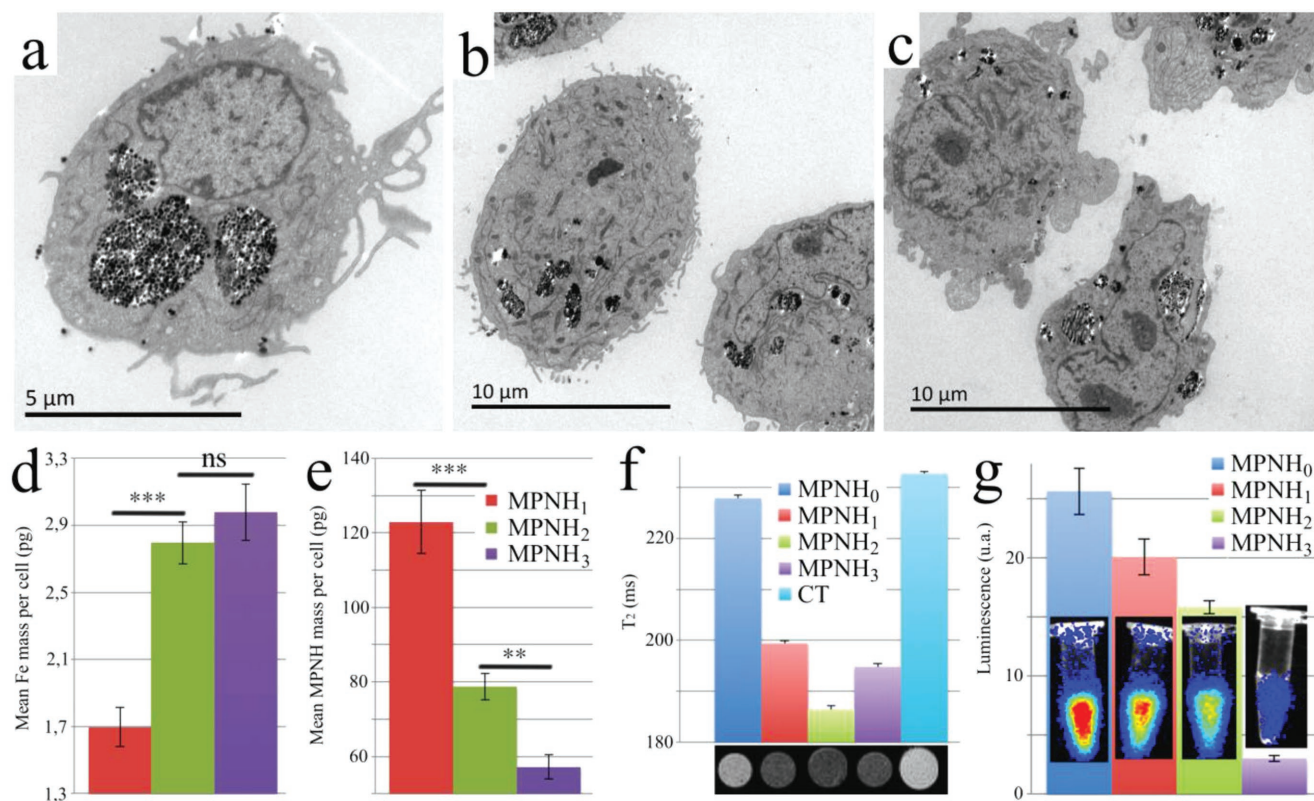 a
b
c
5 µm
10 µm
10 µm
d
Mean Fe mass per cell (pg)
3,3
2,9
2,5
2,1
1,7
1,3
***
ns
e
Mean MPNH mass per cell (pg)
140
120
100
80
60
***
**
MPNH1
MPNH2
MPNH3
f
T2 (ms)
220
200
180
MPNH0
MPNH1
MPNH2
MPNH3
CT
g
Luminescence (u.a.)
20
10
0
MPNH0
MPNH1
MPNH2
MPNH3